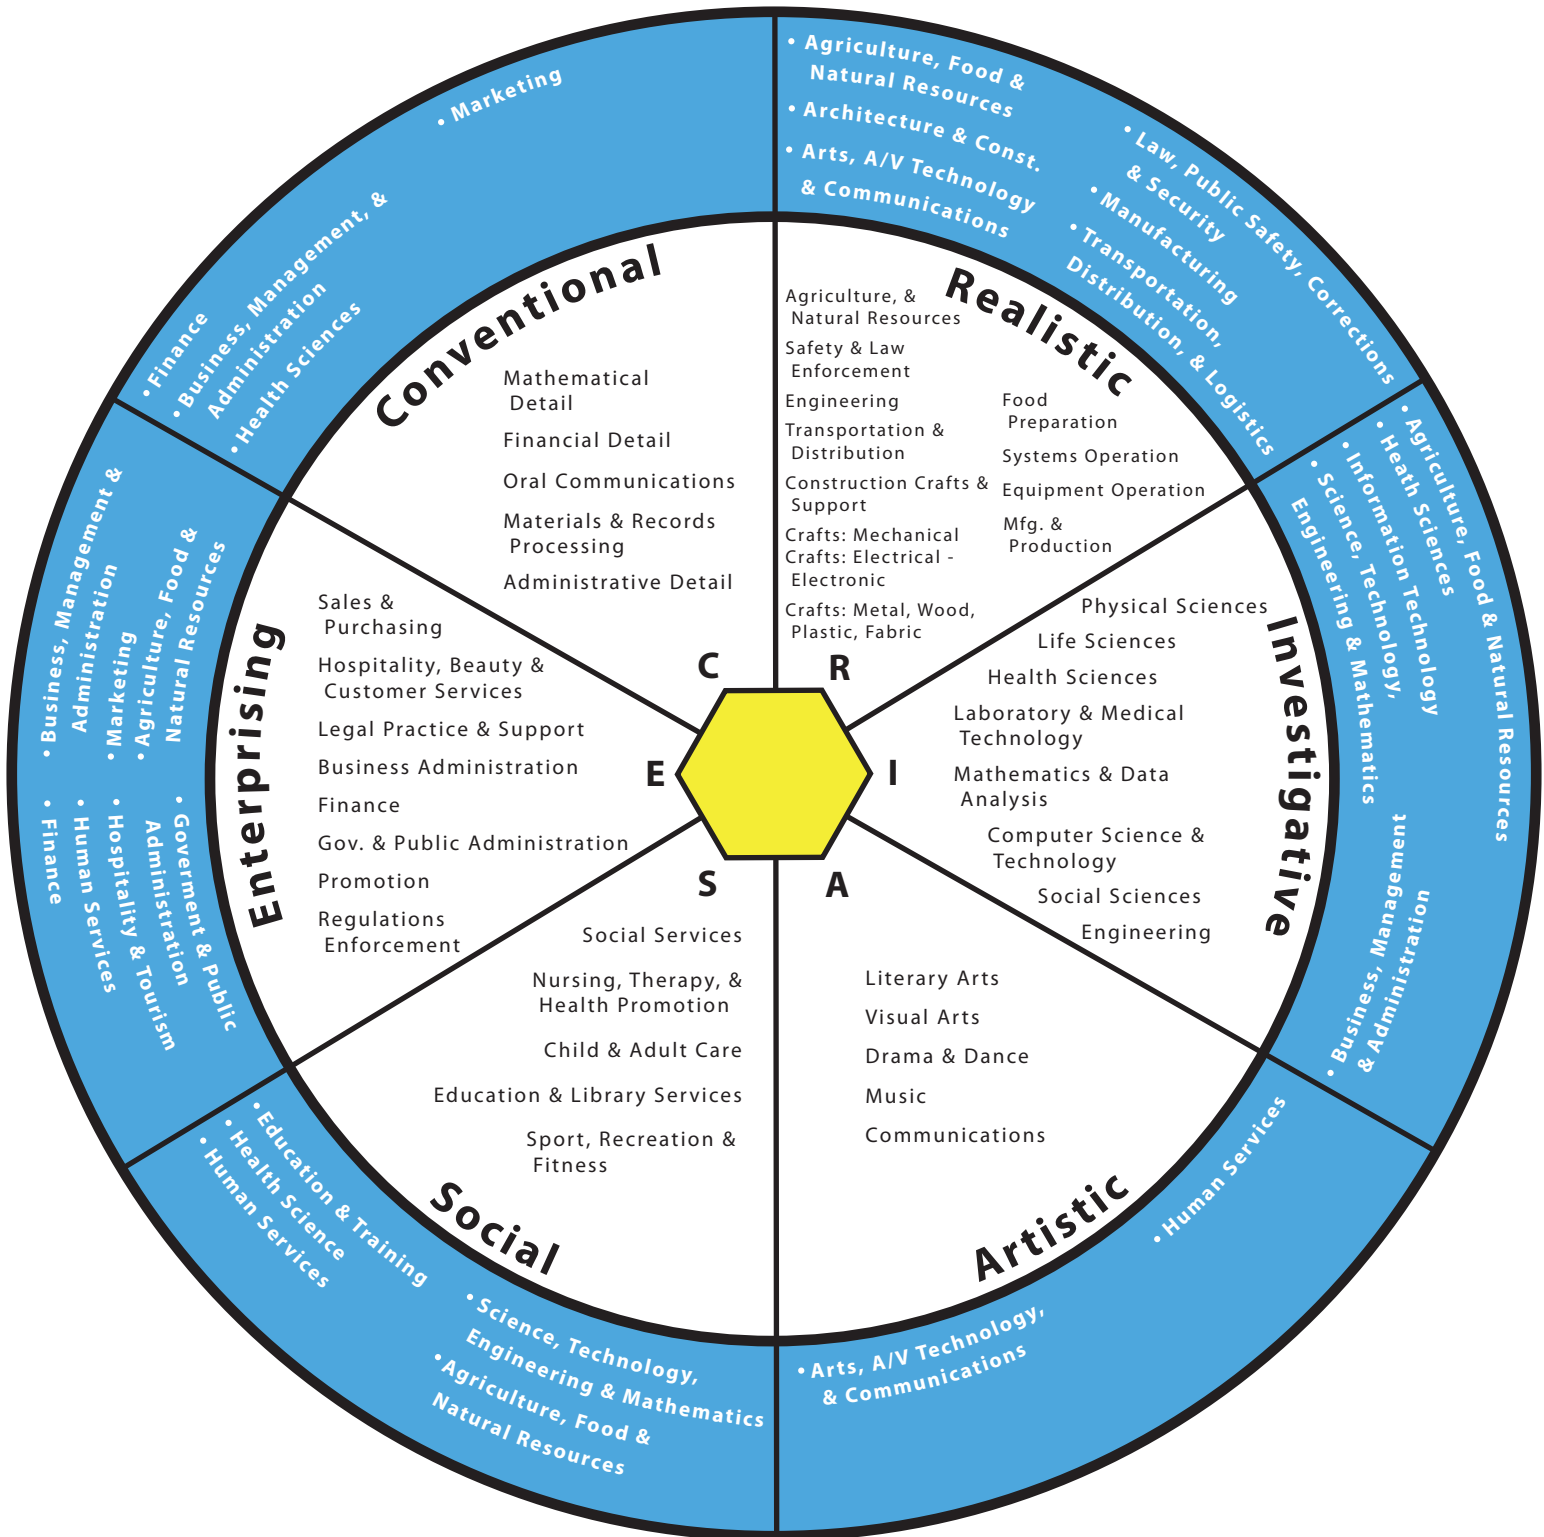 • Marketing
• Finance
• Business, Management, &
Administration
• Health Sciences
Conventional
Mathematical
Detail
Financial Detail
Oral Communications
Materials & Records
Processing
Administrative Detail
• Agriculture, Food &
Natural Resources
• Architecture & Const.
• Arts, A/V Technology
& Communications
• Law, Public Safety, Corrections
& Security
• Manufacturing
• Transportation,
Distribution, & Logistics
Realistic
Agriculture, &
Natural Resources
Safety & Law
Enforcement
Engineering
Transportation &
Distribution
Construction Crafts &
Support
Crafts: Mechanical
Crafts: Electrical -
Electronic
Crafts: Metal, Wood,
Plastic, Fabric
Food
Preparation
Systems Operation
Equipment Operation
Mfg. &
Production
• Agriculture, Food & Natural Resources
• Heath Sciences
• Information Technology
• Science, Technology,
Engineering & Mathematics
• Business, Management
& Administration
Investigative
Physical Sciences
Life Sciences
Health Sciences
Laboratory & Medical
Technology
Mathematics & Data
Analysis
Computer Science &
Technology
Social Sciences
Engineering
C
R
E
I
S
A
• Business, Management &
Administration
• Marketing
• Agriculture, Food &
Natural Resources
• Finance
• Human Services
• Hospitality & Tourism
• Goverment & Public
Administration
Enterprising
Sales &
Purchasing
Hospitality, Beauty &
Customer Services
Legal Practice & Support
Business Administration
Finance
Gov. & Public Administration
Promotion
Regulations
Enforcement
Social Services
Nursing, Therapy, &
Health Promotion
Child & Adult Care
Education & Library Services
Sport, Recreation &
Fitness
Social
• Education & Training
• Health Science
• Human Services
• Science, Technology,
Engineering & Mathematics
• Agriculture, Food &
Natural Resources
Literary Arts
Visual Arts
Drama & Dance
Music
Communications
Artistic
• Human Services
• Arts, A/V Technology,
& Communications